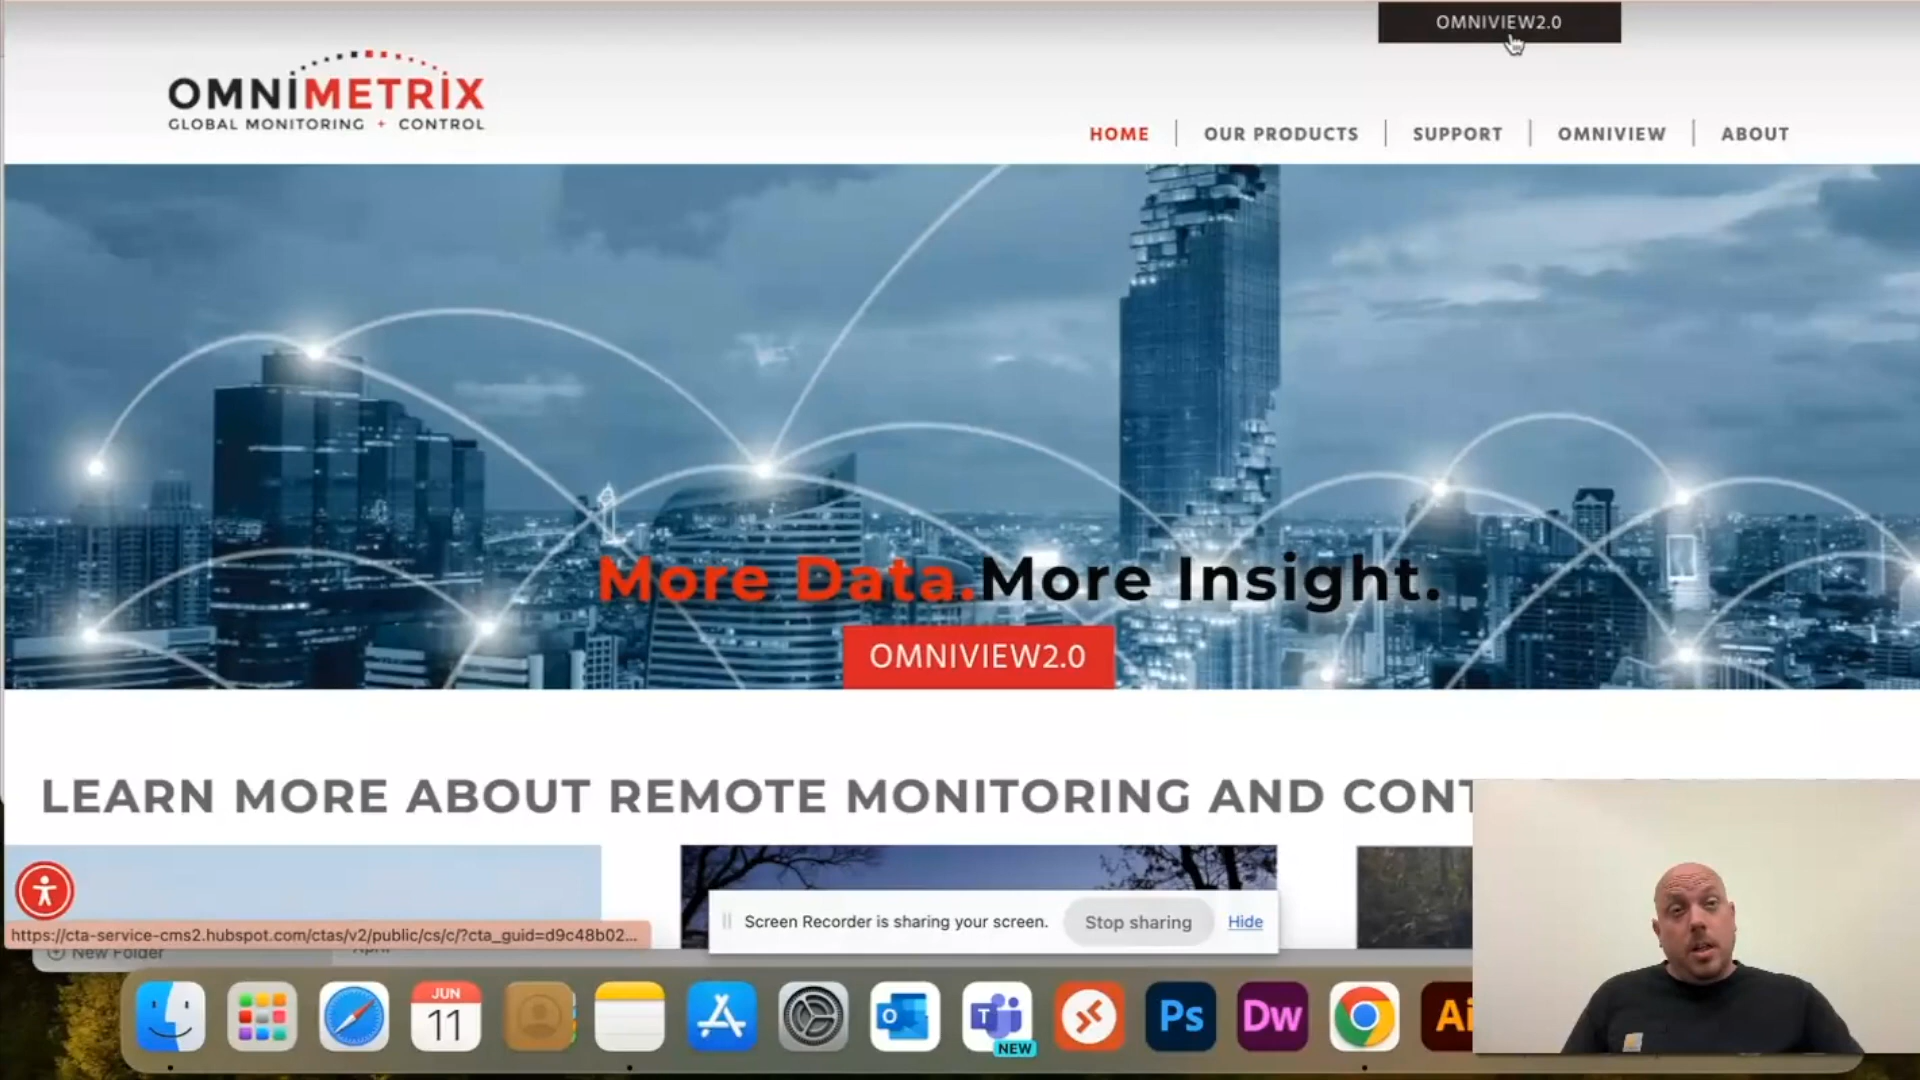 OMNIVIEW2.0
OMNIMETRIX
GLOBAL MONITORING + CONTROL
HOME
OUR PRODUCTS
SUPPORT
OMNIVIEW
ABOUT
More Data.More Insight.
OMNIVIEW2.0
LEARN MORE ABOUT REMOTE MONITORING AND CONT
Screen Recorder is sharing your screen.
Stop sharing
Hide
https://cta-service-cms2.hubspot.com/ctas/v2/public/cs/c/?cta_guid=d9c48b02...
New Folder
JUN
11
O
T
NEW
Ps
Dw
Ai